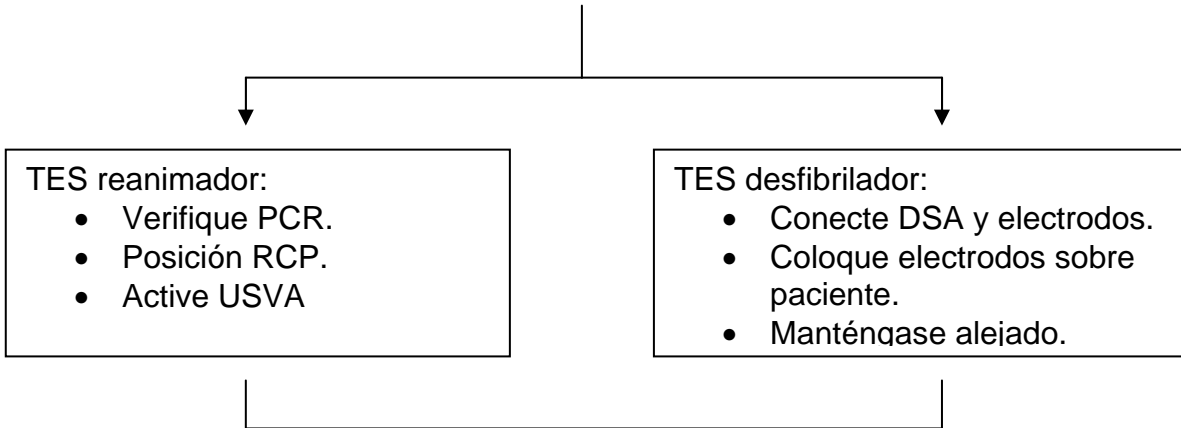 TES reanimador:
• Verifique PCR.
• Posición RCP.
• Active USVA
TES desfibrilador:
• Conecte DSA y electrodos.
• Coloque electrodos sobre
paciente.
• Manténgase alejado.